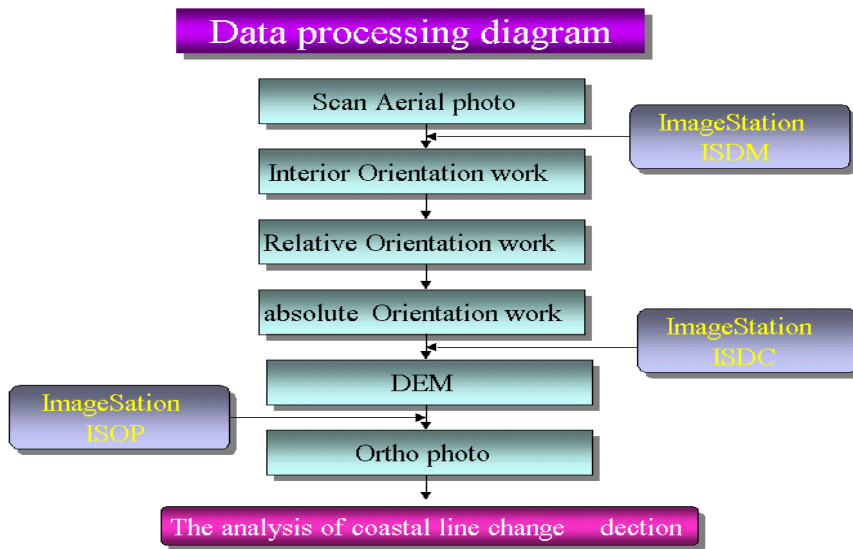 Data processing diagram
Scan Aerial photo
ImageStation
ISDM
Interior Orientation work
Relative Orientation work
absolute Orientation work
ImageStation
ISDC
DEM
ImageSation
ISOP
Ortho photo
The analysis of coastal line change dection